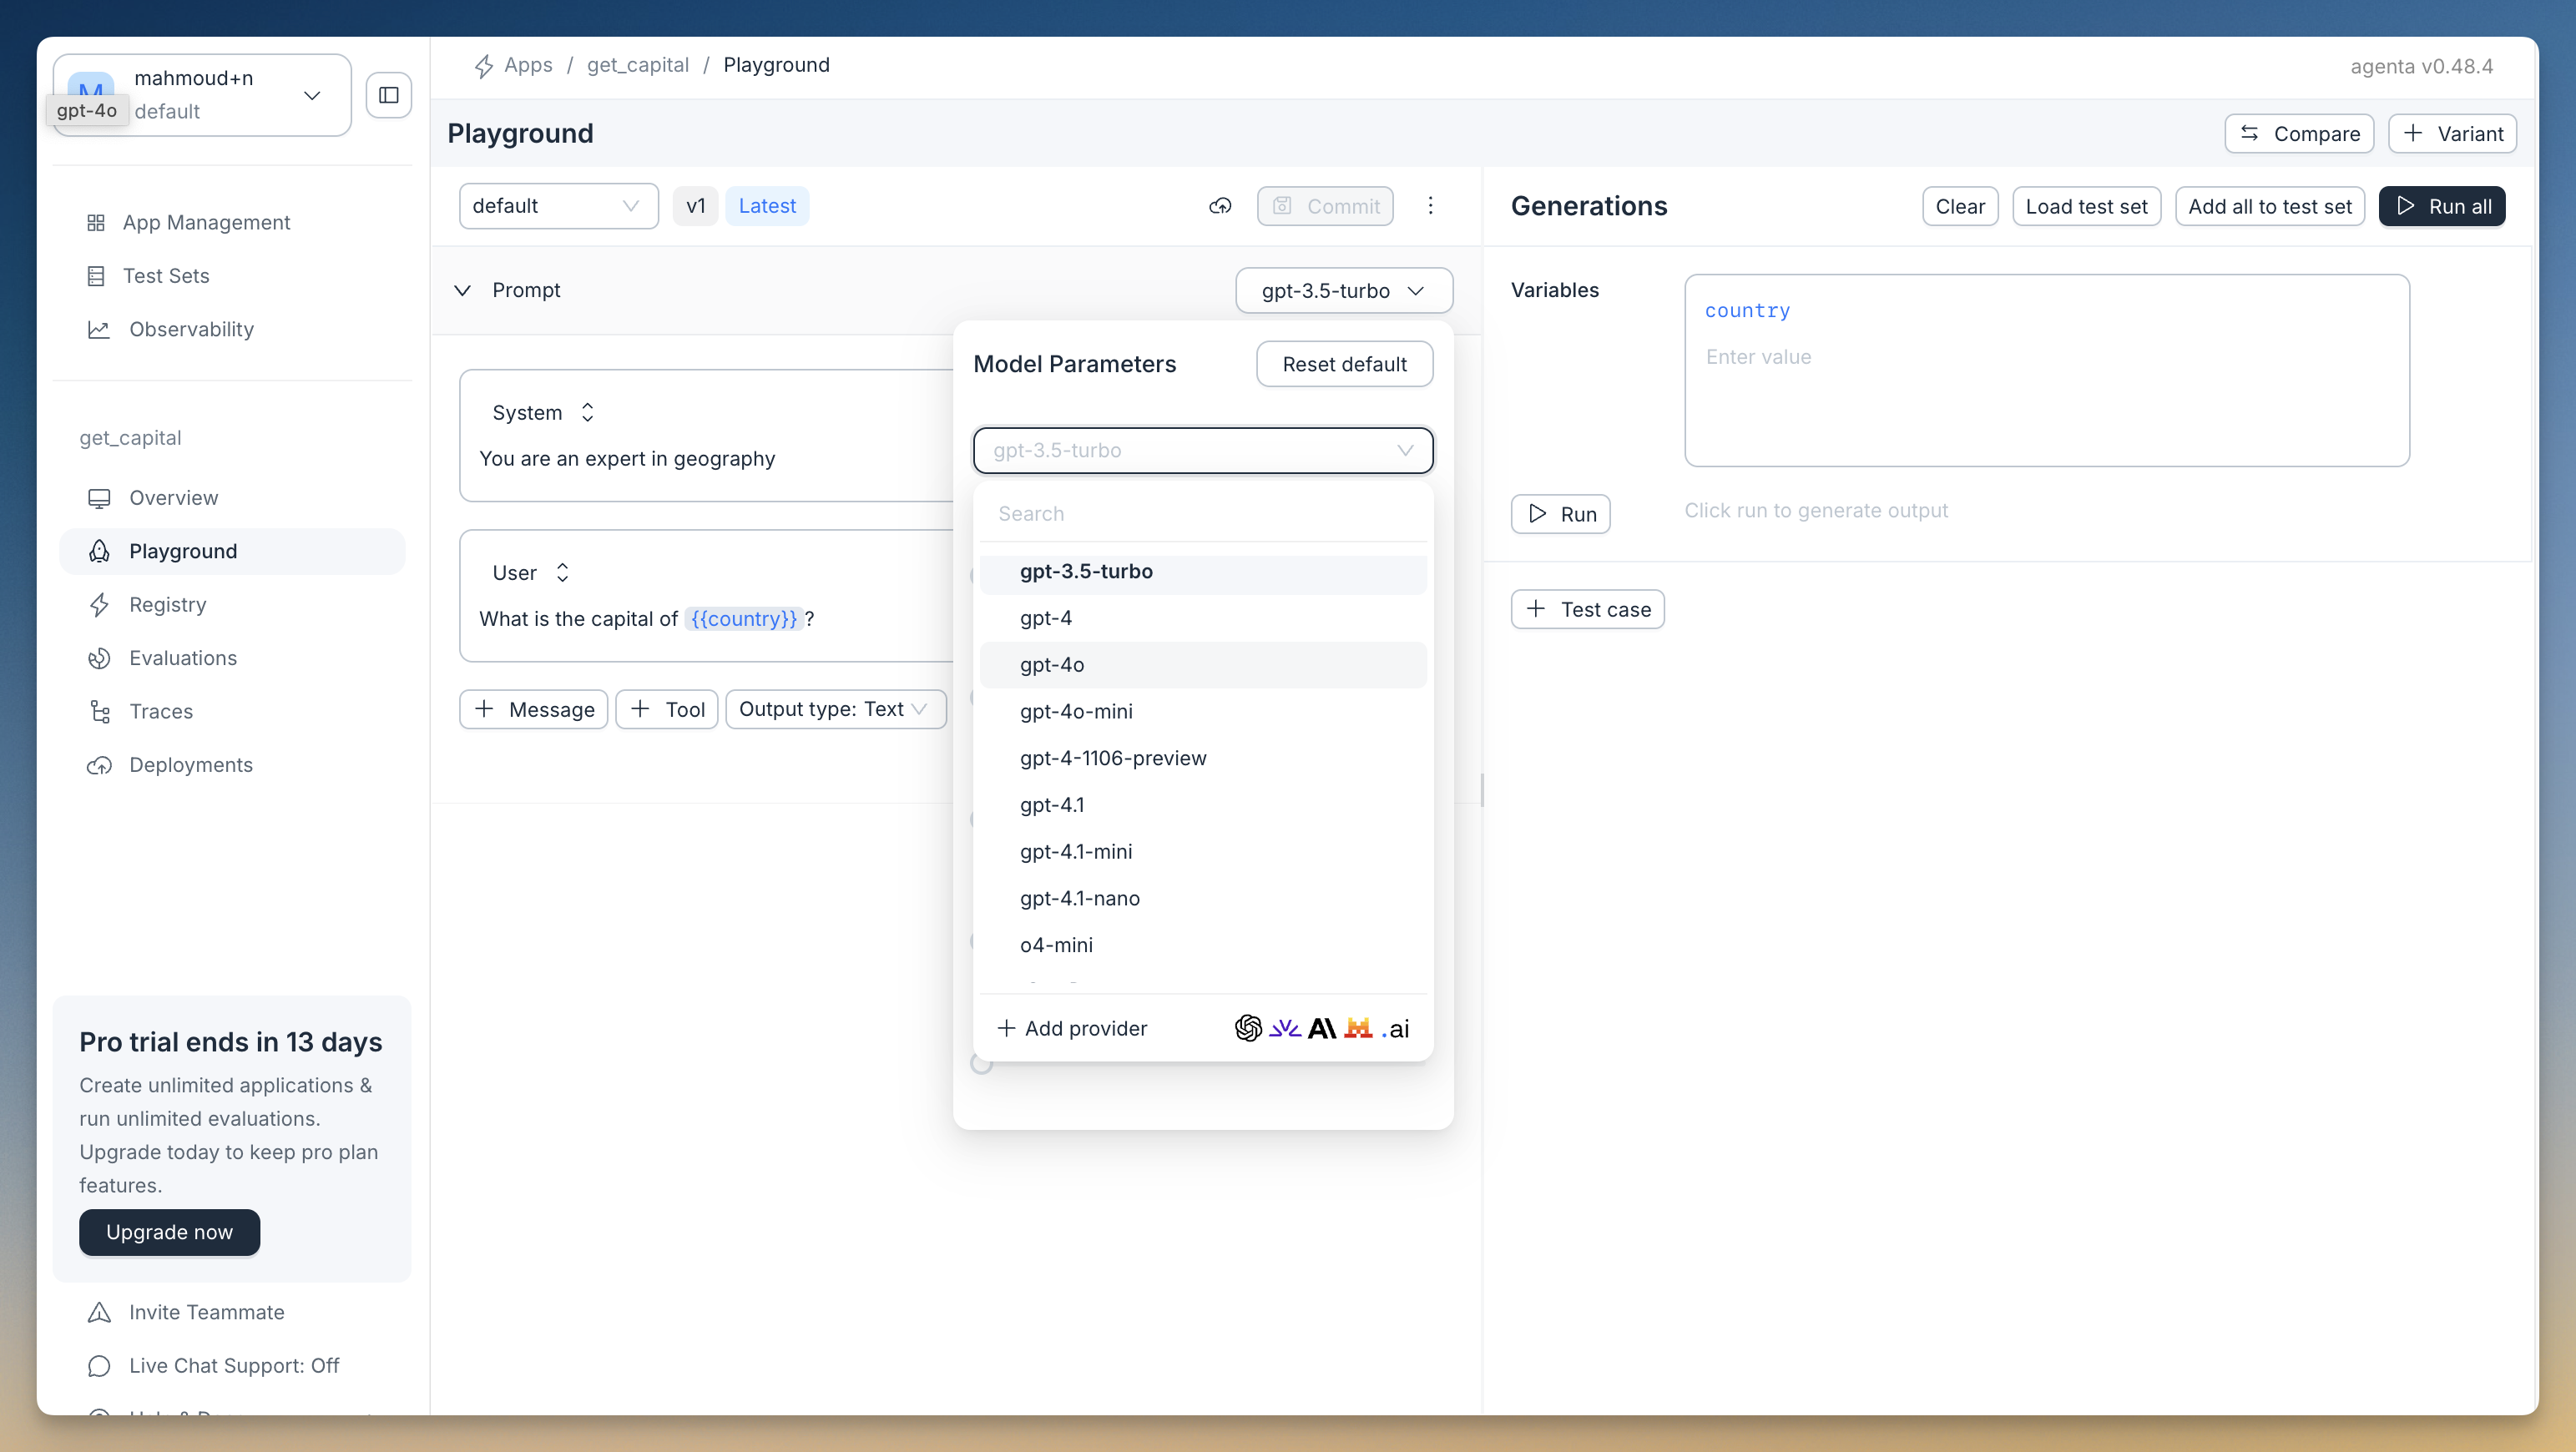 mahmoud+n
default
gpt-4o
App Management
Test Sets
Observability
get_capital
Overview
Playground
Registry
Evaluations
Traces
Deployments
Pro trial ends in 13 days
Create unlimited applications &
run unlimited evaluations.
Upgrade today to keep pro plan
features.
Upgrade now
Invite Teammate
Live Chat Support: Off
Apps / get_capital / Playground
agenta v0.48.4
Playground
Compare
Variant
default
v1
Latest
Commit
Prompt
gpt-3.5-turbo
System
You are an expert in geography
User
What is the capital of {{country}}?
Message
Tool
Output type: Text
Model Parameters
Reset default
gpt-3.5-turbo
Search
gpt-3.5-turbo
gpt-4
gpt-4o
gpt-4o-mini
gpt-4-1106-preview
gpt-4.1
gpt-4.1-mini
gpt-4.1-nano
o4-mini
Add provider
.ai
Generations
Clear
Load test set
Add all to test set
Run all
Variables
country
Enter value
Run
Click run to generate output
Test case